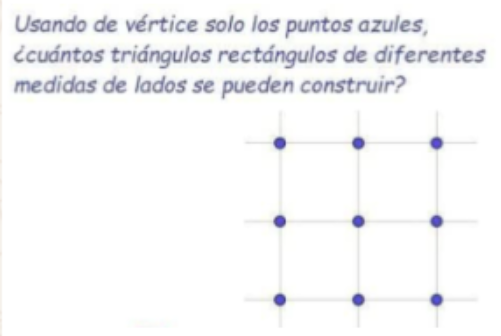 Usando de vértice solo los puntos azules,
¿cuántos triángulos rectángulos de diferentes
medidas de lados se pueden construir?